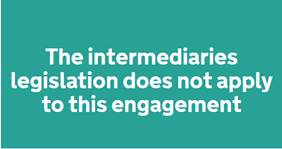 The intermediaries
legislation does not apply
to this engagement